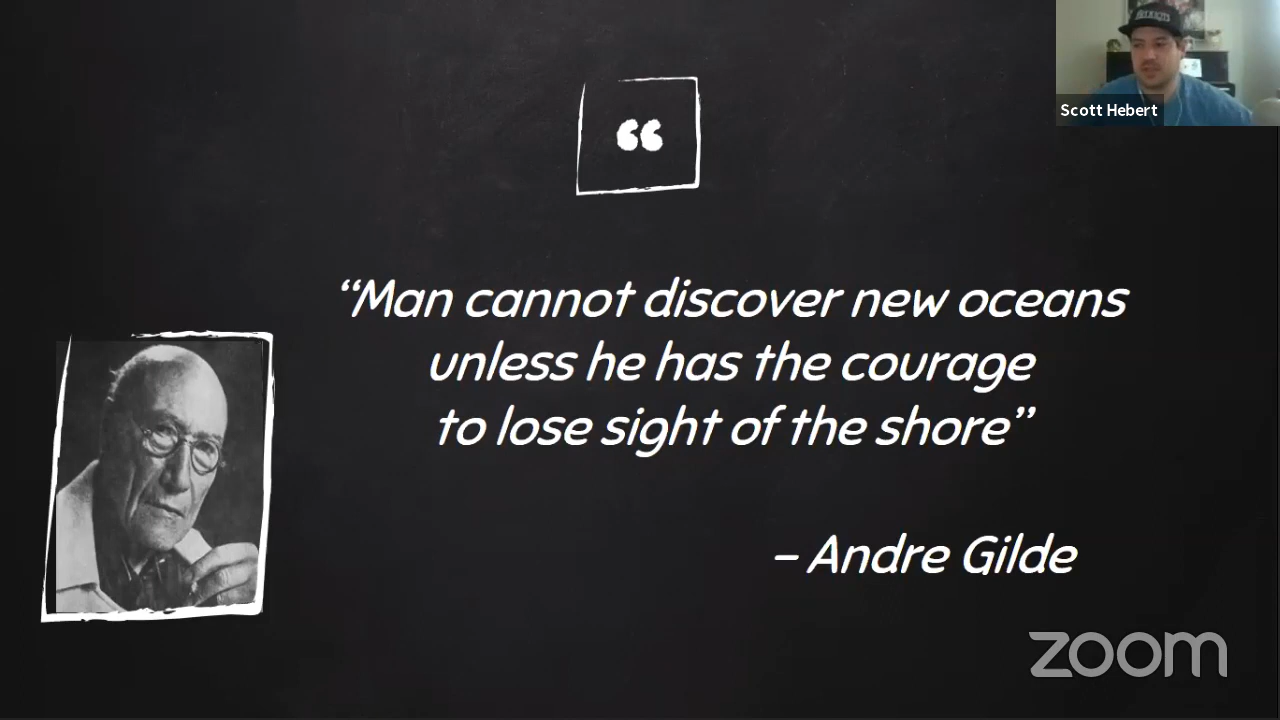 Scott Hebert
“
“Man cannot discover new oceans
unless he has the courage
to lose sight of the shore”
– Andre Gilde
zoom